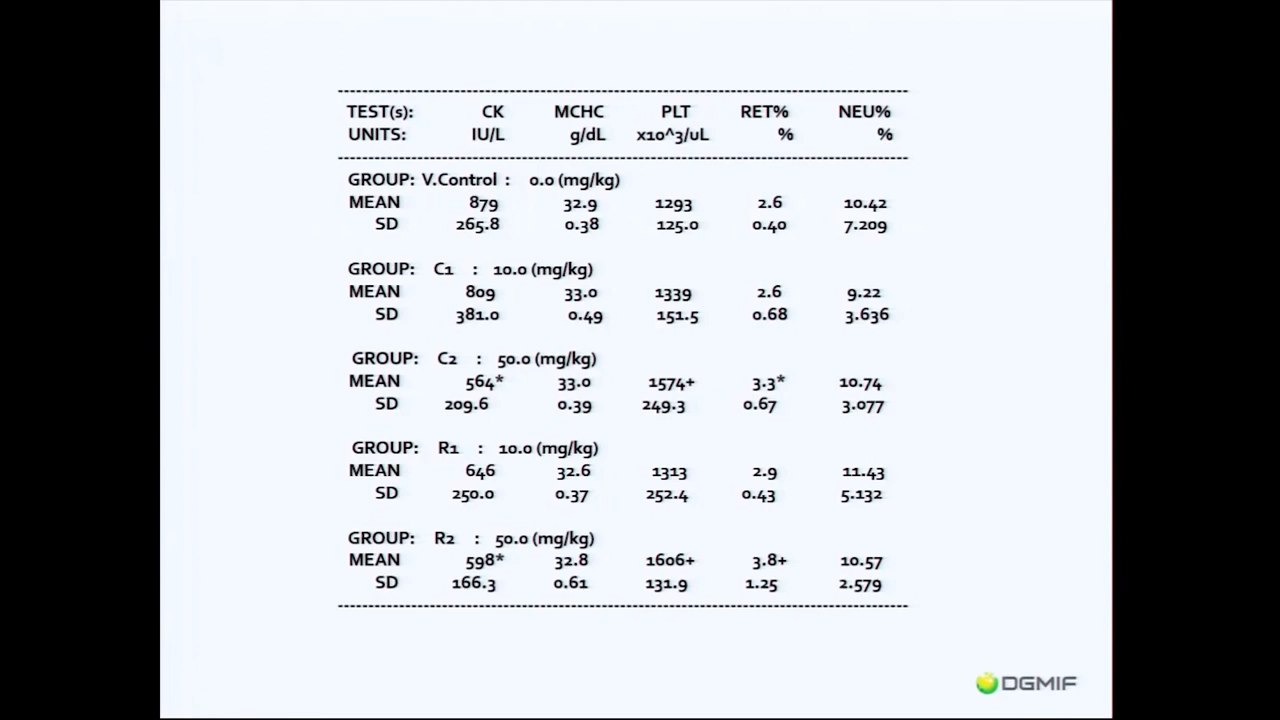 TEST(s): CK MCHC PLT RET% NEU%
UNITS: IU/L g/dL x10^3/uL % %
GROUP: V.Control : 0.0 (mg/kg)
MEAN 879 32.9 1293 2.6 10.42
SD 265.8 0.38 125.0 0.40 7.209
GROUP: C1 : 10.0 (mg/kg)
MEAN 809 33.0 1339 2.6 9.22
SD 381.0 0.49 151.5 0.68 3.636
GROUP: C2 : 50.0 (mg/kg)
MEAN 564* 33.0 1574+ 3.3* 10.74
SD 209.6 0.39 249.3 0.67 3.077
GROUP: R1 : 10.0 (mg/kg)
MEAN 646 32.6 1313 2.9 11.43
SD 250.0 0.37 252.4 0.43 5.132
GROUP: R2 : 50.0 (mg/kg)
MEAN 598* 32.8 1606+ 3.8+ 10.57
SD 166.3 0.61 131.9 1.25 2.579
DGMIF